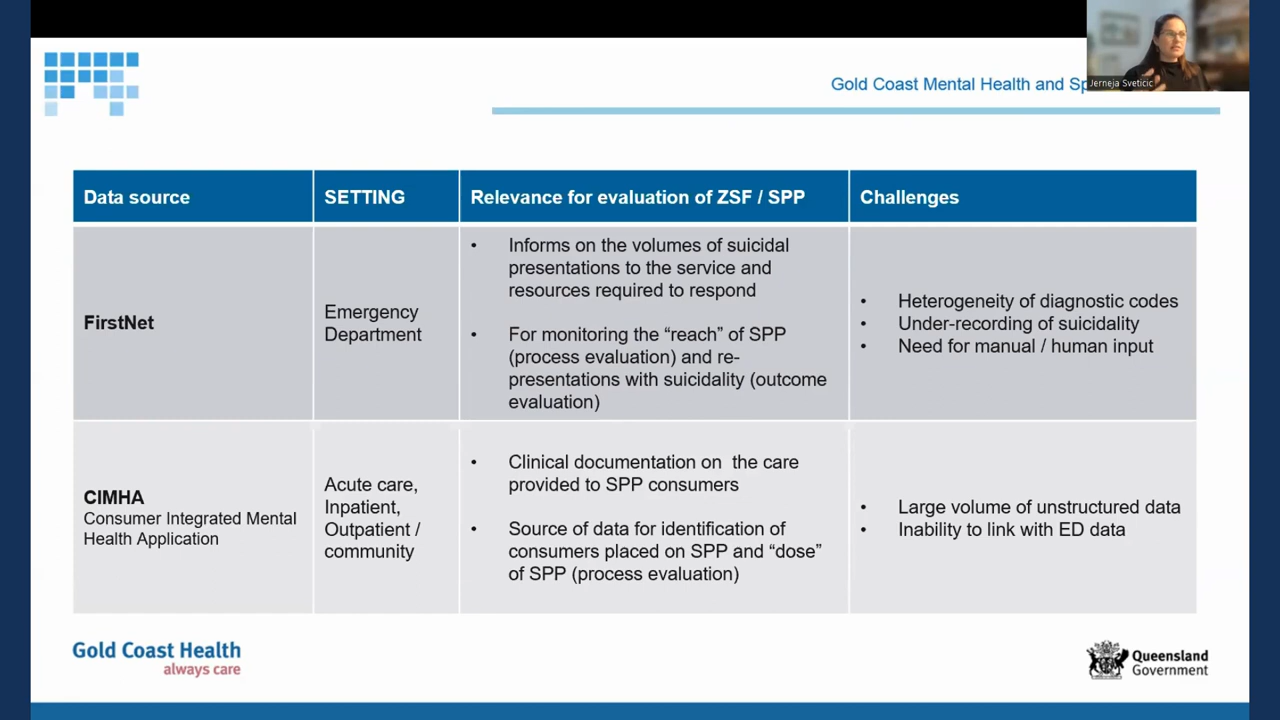 Gold Coast Mental Health and Sp
Jerneja Sveticic
Data source
SETTING
Relevance for evaluation of ZSF / SPP
Challenges
FirstNet
Emergency
Department
• Informs on the volumes of suicidal
presentations to the service and
resources required to respond
• For monitoring the “reach” of SPP
(process evaluation) and re-
presentations with suicidality (outcome
evaluation)
• Heterogeneity of diagnostic codes
• Under-recording of suicidality
• Need for manual / human input
CIMHA
Consumer Integrated Mental
Health Application
Acute care,
Inpatient,
Outpatient /
community
• Clinical documentation on the care
provided to SPP consumers
• Source of data for identification of
consumers placed on SPP and “dose”
of SPP (process evaluation)
• Large volume of unstructured data
• Inability to link with ED data
Gold Coast Health
always care
Queensland
Government